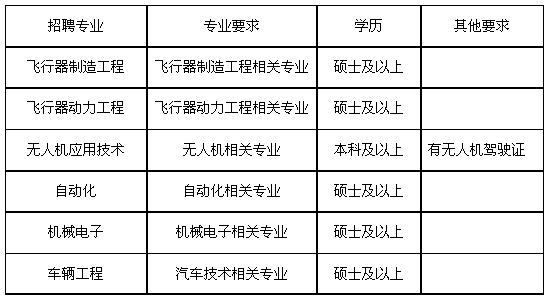 招聘专业 专业要求 学历 其他要求
飞行器制造工程 飞行器制造工程相关专业 硕士及以上
飞行器动力工程 飞行器动力工程相关专业 硕士及以上
无人机应用技术 无人机相关专业 本科及以上 有无人机驾驶证
自动化 自动化相关专业 硕士及以上
机械电子 机械电子相关专业 硕士及以上
车辆工程 汽车技术相关专业 硕士及以上